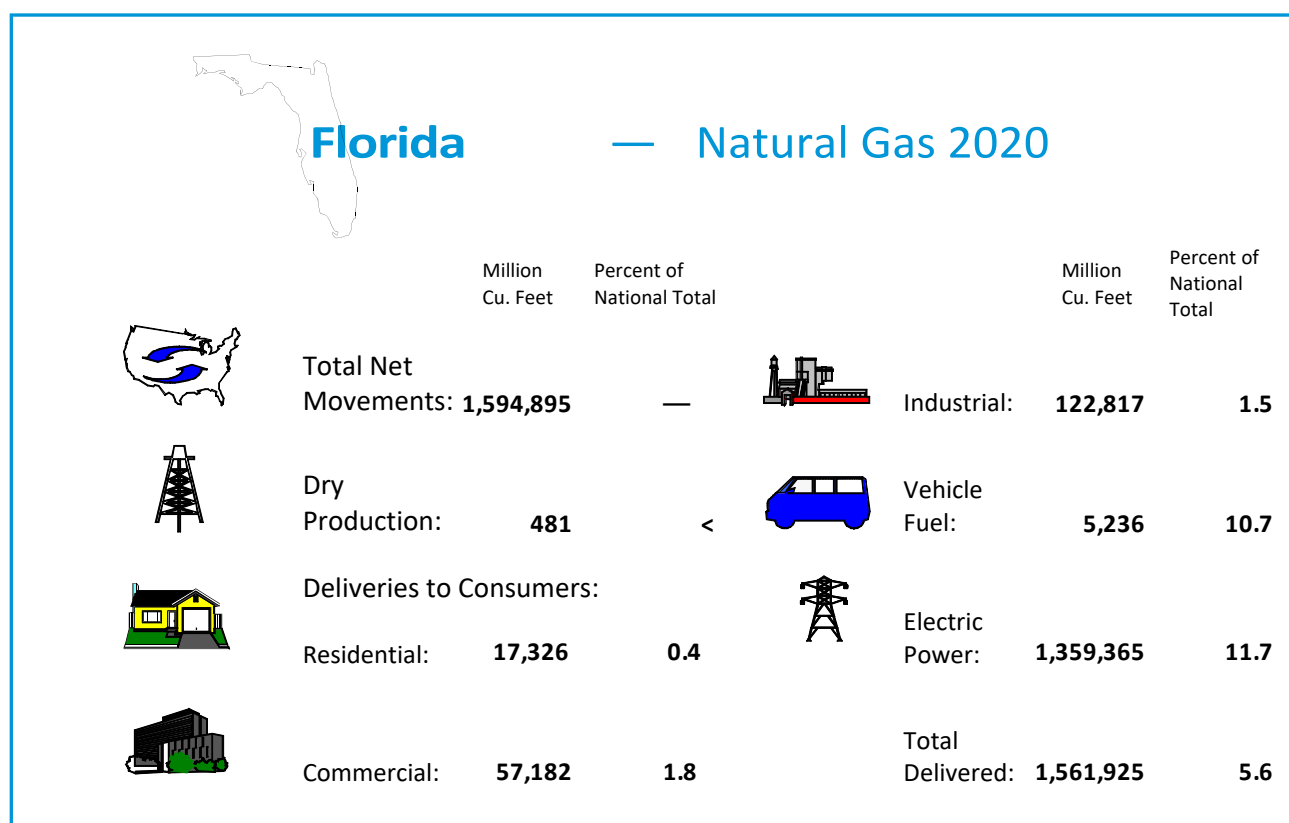 Florida — Natural Gas 2020
Million
Cu. Feet
Percent of
National Total
Million
Cu. Feet
Percent of
National
Total
Total Net
Movements: 1,594,895 —
Industrial: 122,817 1.5
Dry
Production: 481 <
Vehicle
Fuel: 5,236 10.7
Deliveries to Consumers:
Residential: 17,326 0.4
Electric
Power: 1,359,365 11.7
Commercial: 57,182 1.8
Total
Delivered: 1,561,925 5.6